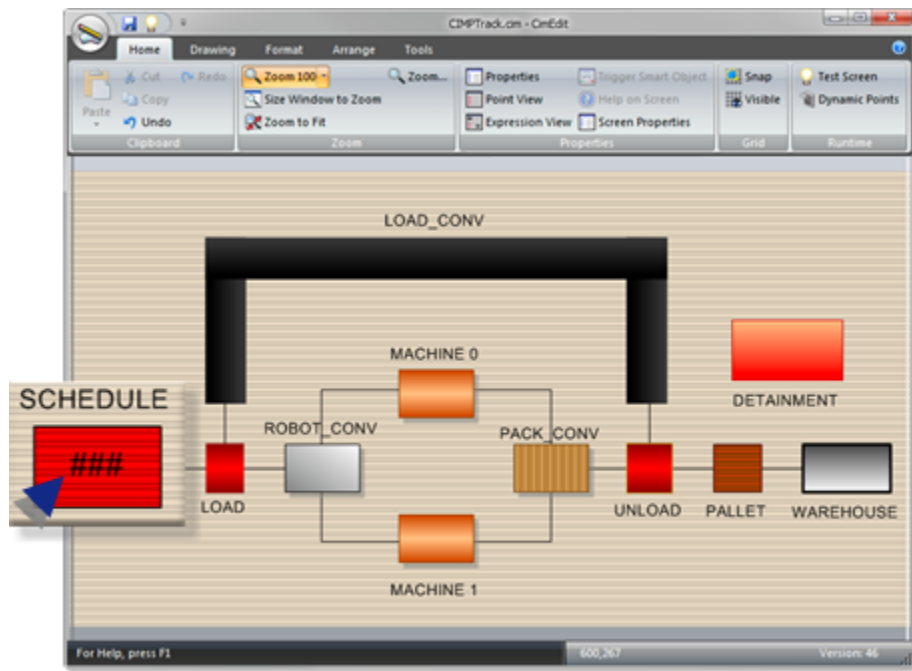 CIMPTrack.cim - CimEdit
Home Drawing Format Arrange Tools
Cut Redo Zoom 100 Zoom... Properties Trigger Smart Object Snap Test Screen
Paste Copy Size Window to Zoom Point View Help on Screen Visible Dynamic Points
Undo Zoom to Fit Expression View Screen Properties
Clipboard Zoom Properties Grid Runtime
LOAD_CONV
MACHINE 0
SCHEDULE
DETAINMENT
ROBOT_CONV
PACK_CONV
###
LOAD
UNLOAD PALLET WAREHOUSE
MACHINE 1
For Help, press F1 600,267 Version: 46